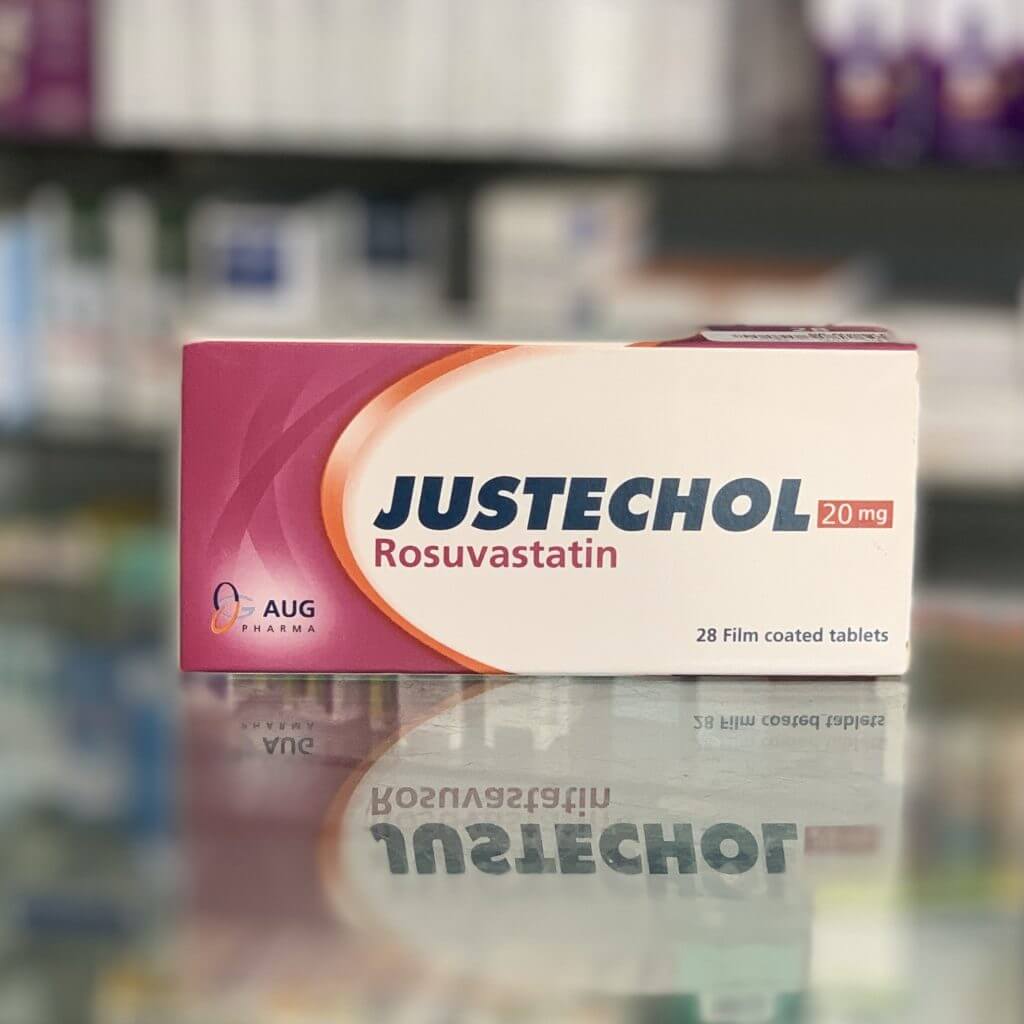 JUSTECHOL 20 mg
Rosuvastatin
AUG
PHARMA
28 Film coated tablets